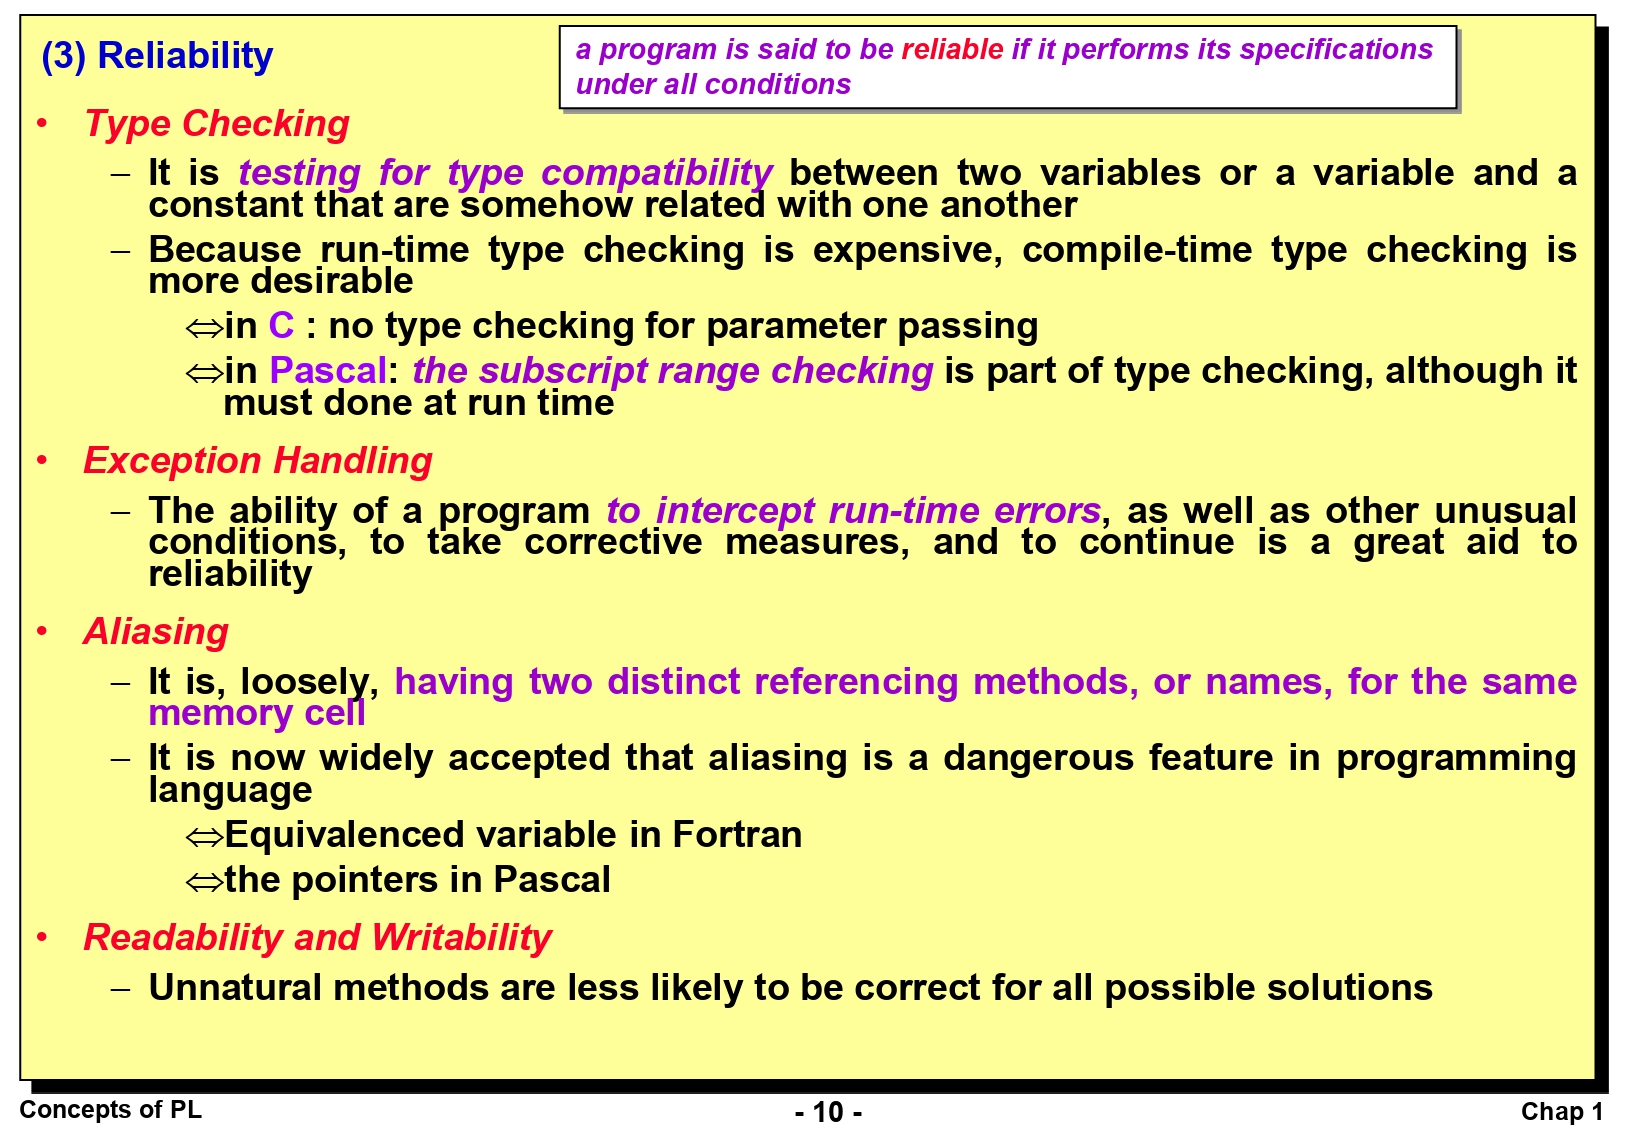 (3) Reliability
a program is said to be reliable if it performs its specifications
under all conditions
• Type Checking
– It is testing for type compatibility between two variables or a variable and a
constant that are somehow related with one another
– Because run-time type checking is expensive, compile-time type checking is
more desirable
⇔in C : no type checking for parameter passing
⇔in Pascal: the subscript range checking is part of type checking, although it
must done at run time
• Exception Handling
– The ability of a program to intercept run-time errors, as well as other unusual
conditions, to take corrective measures, and to continue is a great aid to
reliability
• Aliasing
– It is, loosely, having two distinct referencing methods, or names, for the same
memory cell
– It is now widely accepted that aliasing is a dangerous feature in programming
language
⇔Equivalenced variable in Fortran
⇔the pointers in Pascal
• Readability and Writability
– Unnatural methods are less likely to be correct for all possible solutions
Concepts of PL
- 10 -
Chap 1